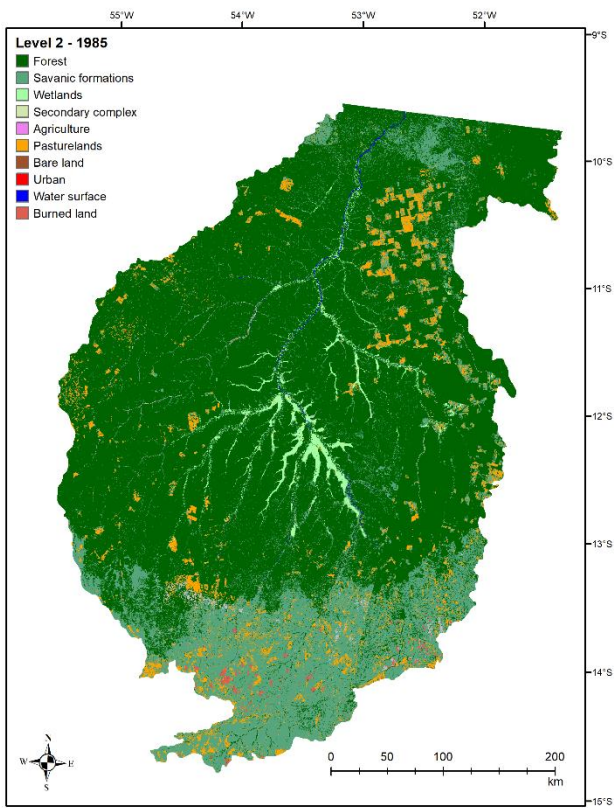 55°W 54°W 53°W 52°W
Level 2 - 1985
Forest
Savanic formations
Wetlands
Secondary complex
Agriculture
Pasturelands
Bare land
Urban
Water surface
Burned land
9°S
10°S
11°S
12°S
13°S
14°S
15°S
N
W E
S
0 50 100 200
km